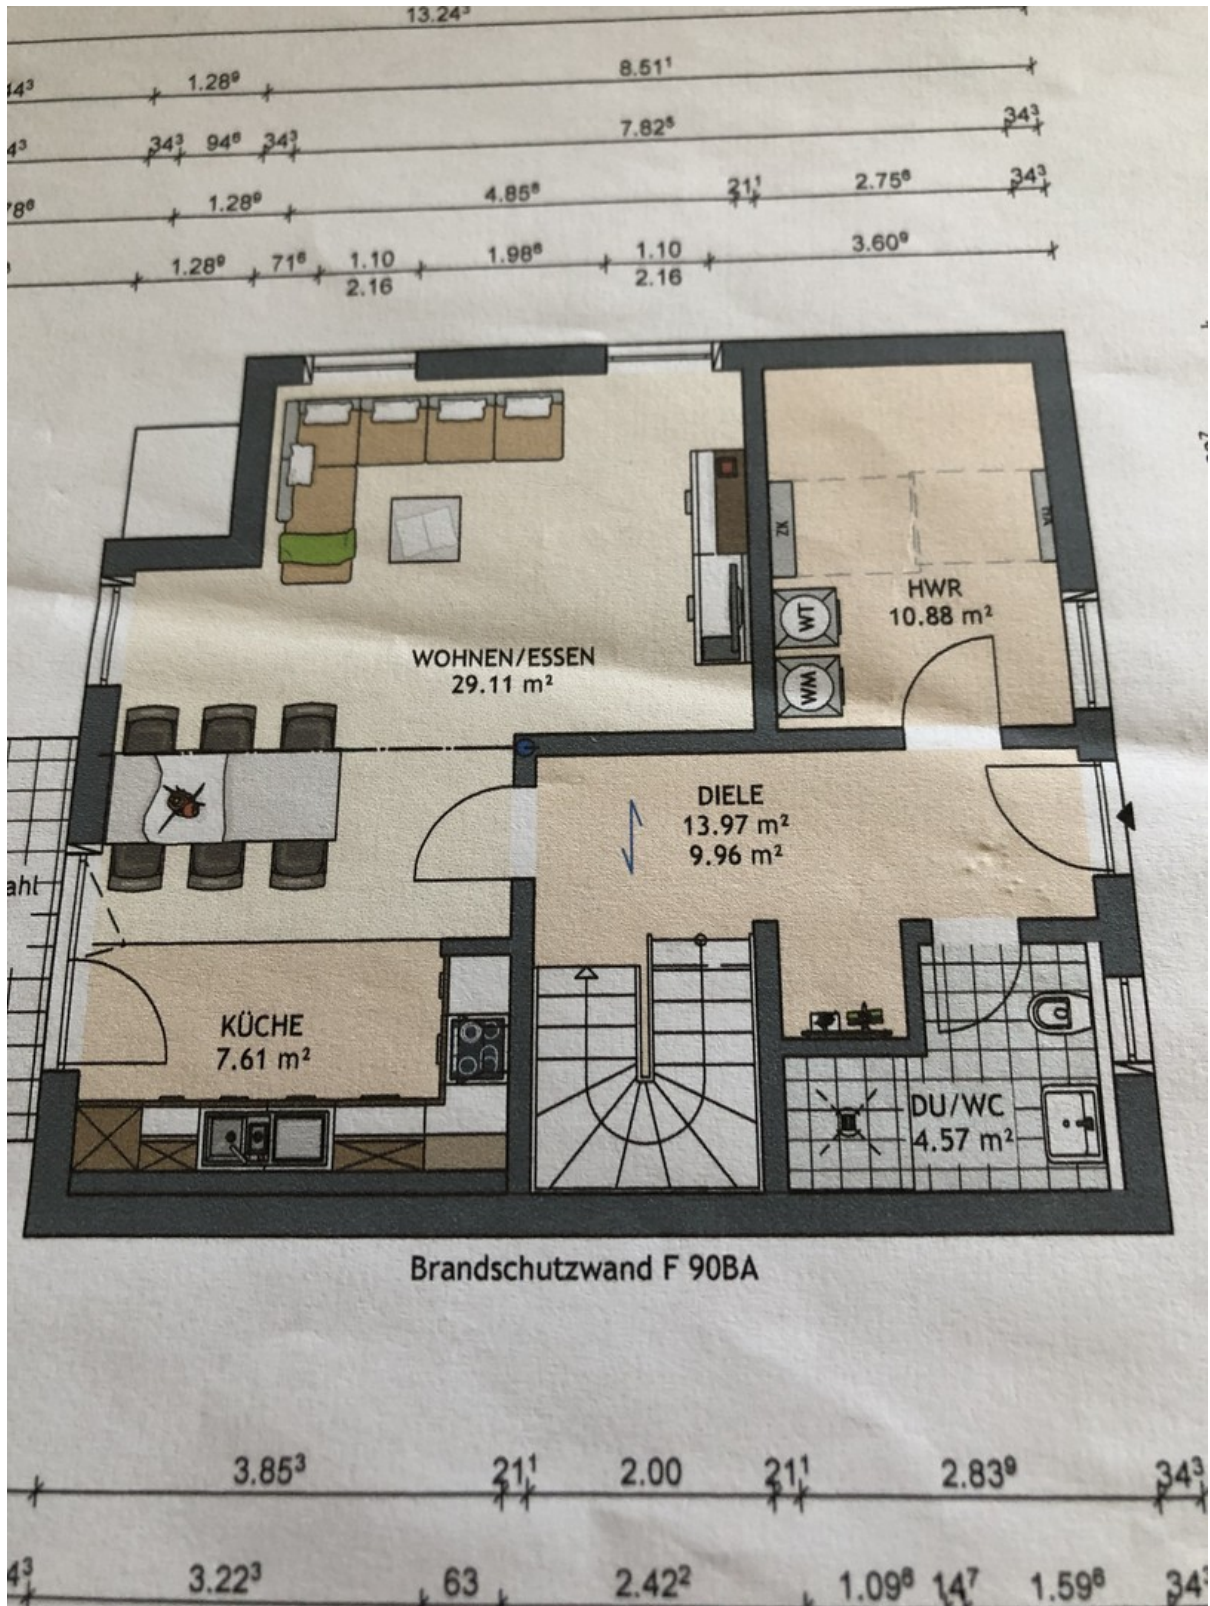 13.24³
1.28⁹ 8.51¹
34³ 94⁶ 34³ 7.82⁵ 34³
1.28⁹ 4.85⁸ 21¹ 2.75⁶ 34³
1.28⁹ 71⁶ 1.10 1.98⁶ 1.10 3.60⁹
2.16 2.16
ZK
HA
HWR
10.88 m²
WT
WM
WOHNEN/ESSEN
29.11 m²
DIELE
13.97 m²
9.96 m²
ahl
KÜCHE
7.61 m²
DU/WC
4.57 m²
Brandschutzwand F 90BA
3.85³ 21¹ 2.00 21¹ 2.83⁹ 34³
4³ 3.22³ 63 2.42² 1.09⁸ 14⁷ 1.59⁶ 34³